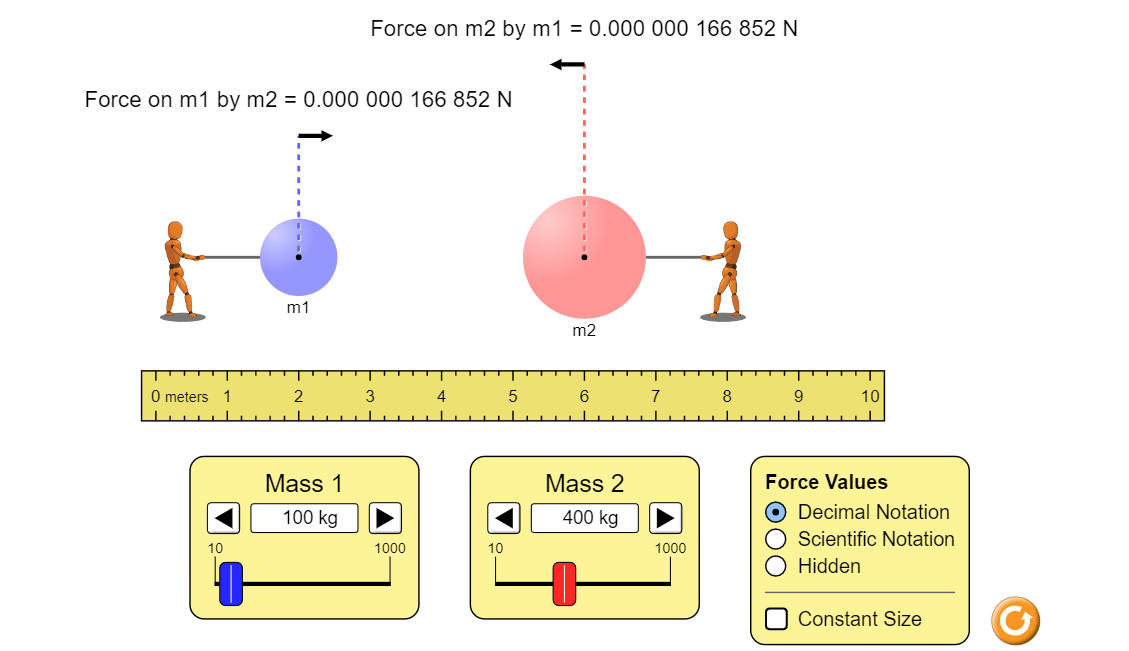 Force on m2 by m1 = 0.000 000 166 852 N
Force on m1 by m2 = 0.000 000 166 852 N
m1
m2
0 meters 1 2 3 4 5 6 7 8 9 10
Mass 1
100 kg
10 1000
Mass 2
400 kg
10 1000
Force Values
Decimal Notation
Scientific Notation
Hidden
Constant Size